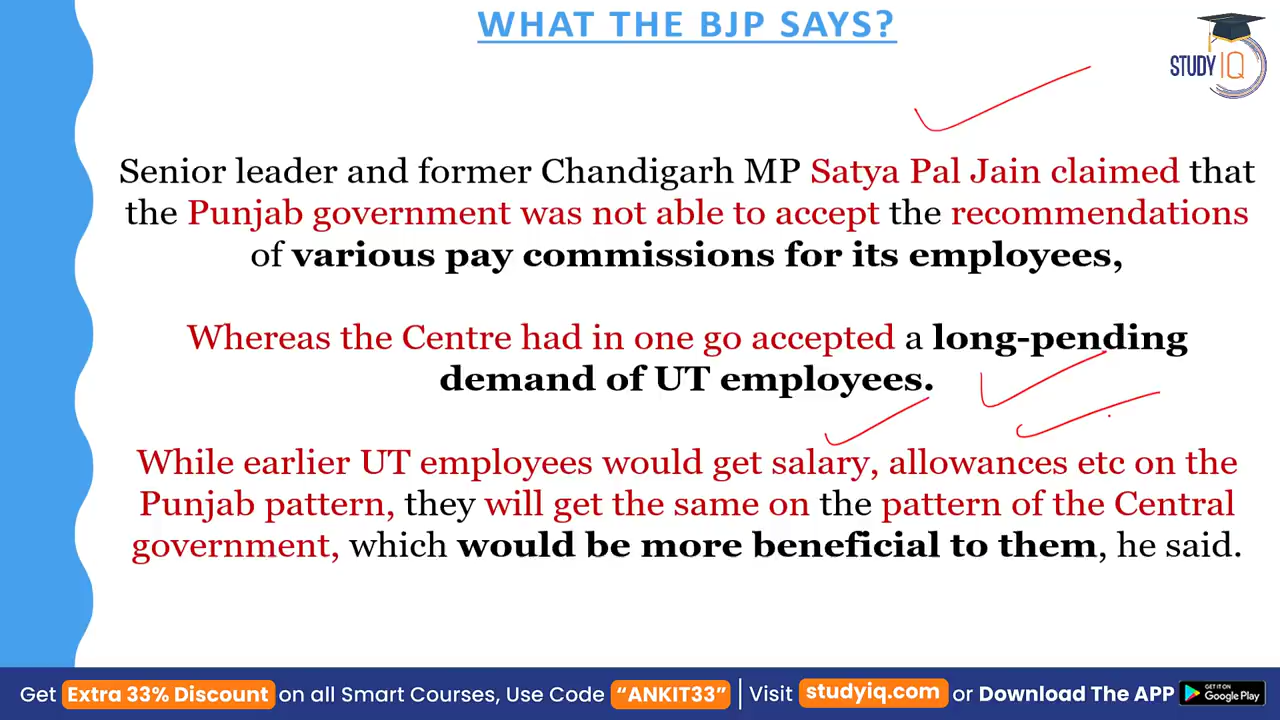 WHAT THE BJP SAYS?
STUDY IQ
Senior leader and former Chandigarh MP Satya Pal Jain claimed that
the Punjab government was not able to accept the recommendations
of various pay commissions for its employees,
Whereas the Centre had in one go accepted a long-pending
demand of UT employees.
While earlier UT employees would get salary, allowances etc on the
Punjab pattern, they will get the same on the pattern of the Central
government, which would be more beneficial to them, he said.
Get Extra 33% Discount on all Smart Courses, Use Code “ANKIT33” Visit studyiq.com or Download The APP GET IT ON Google Play